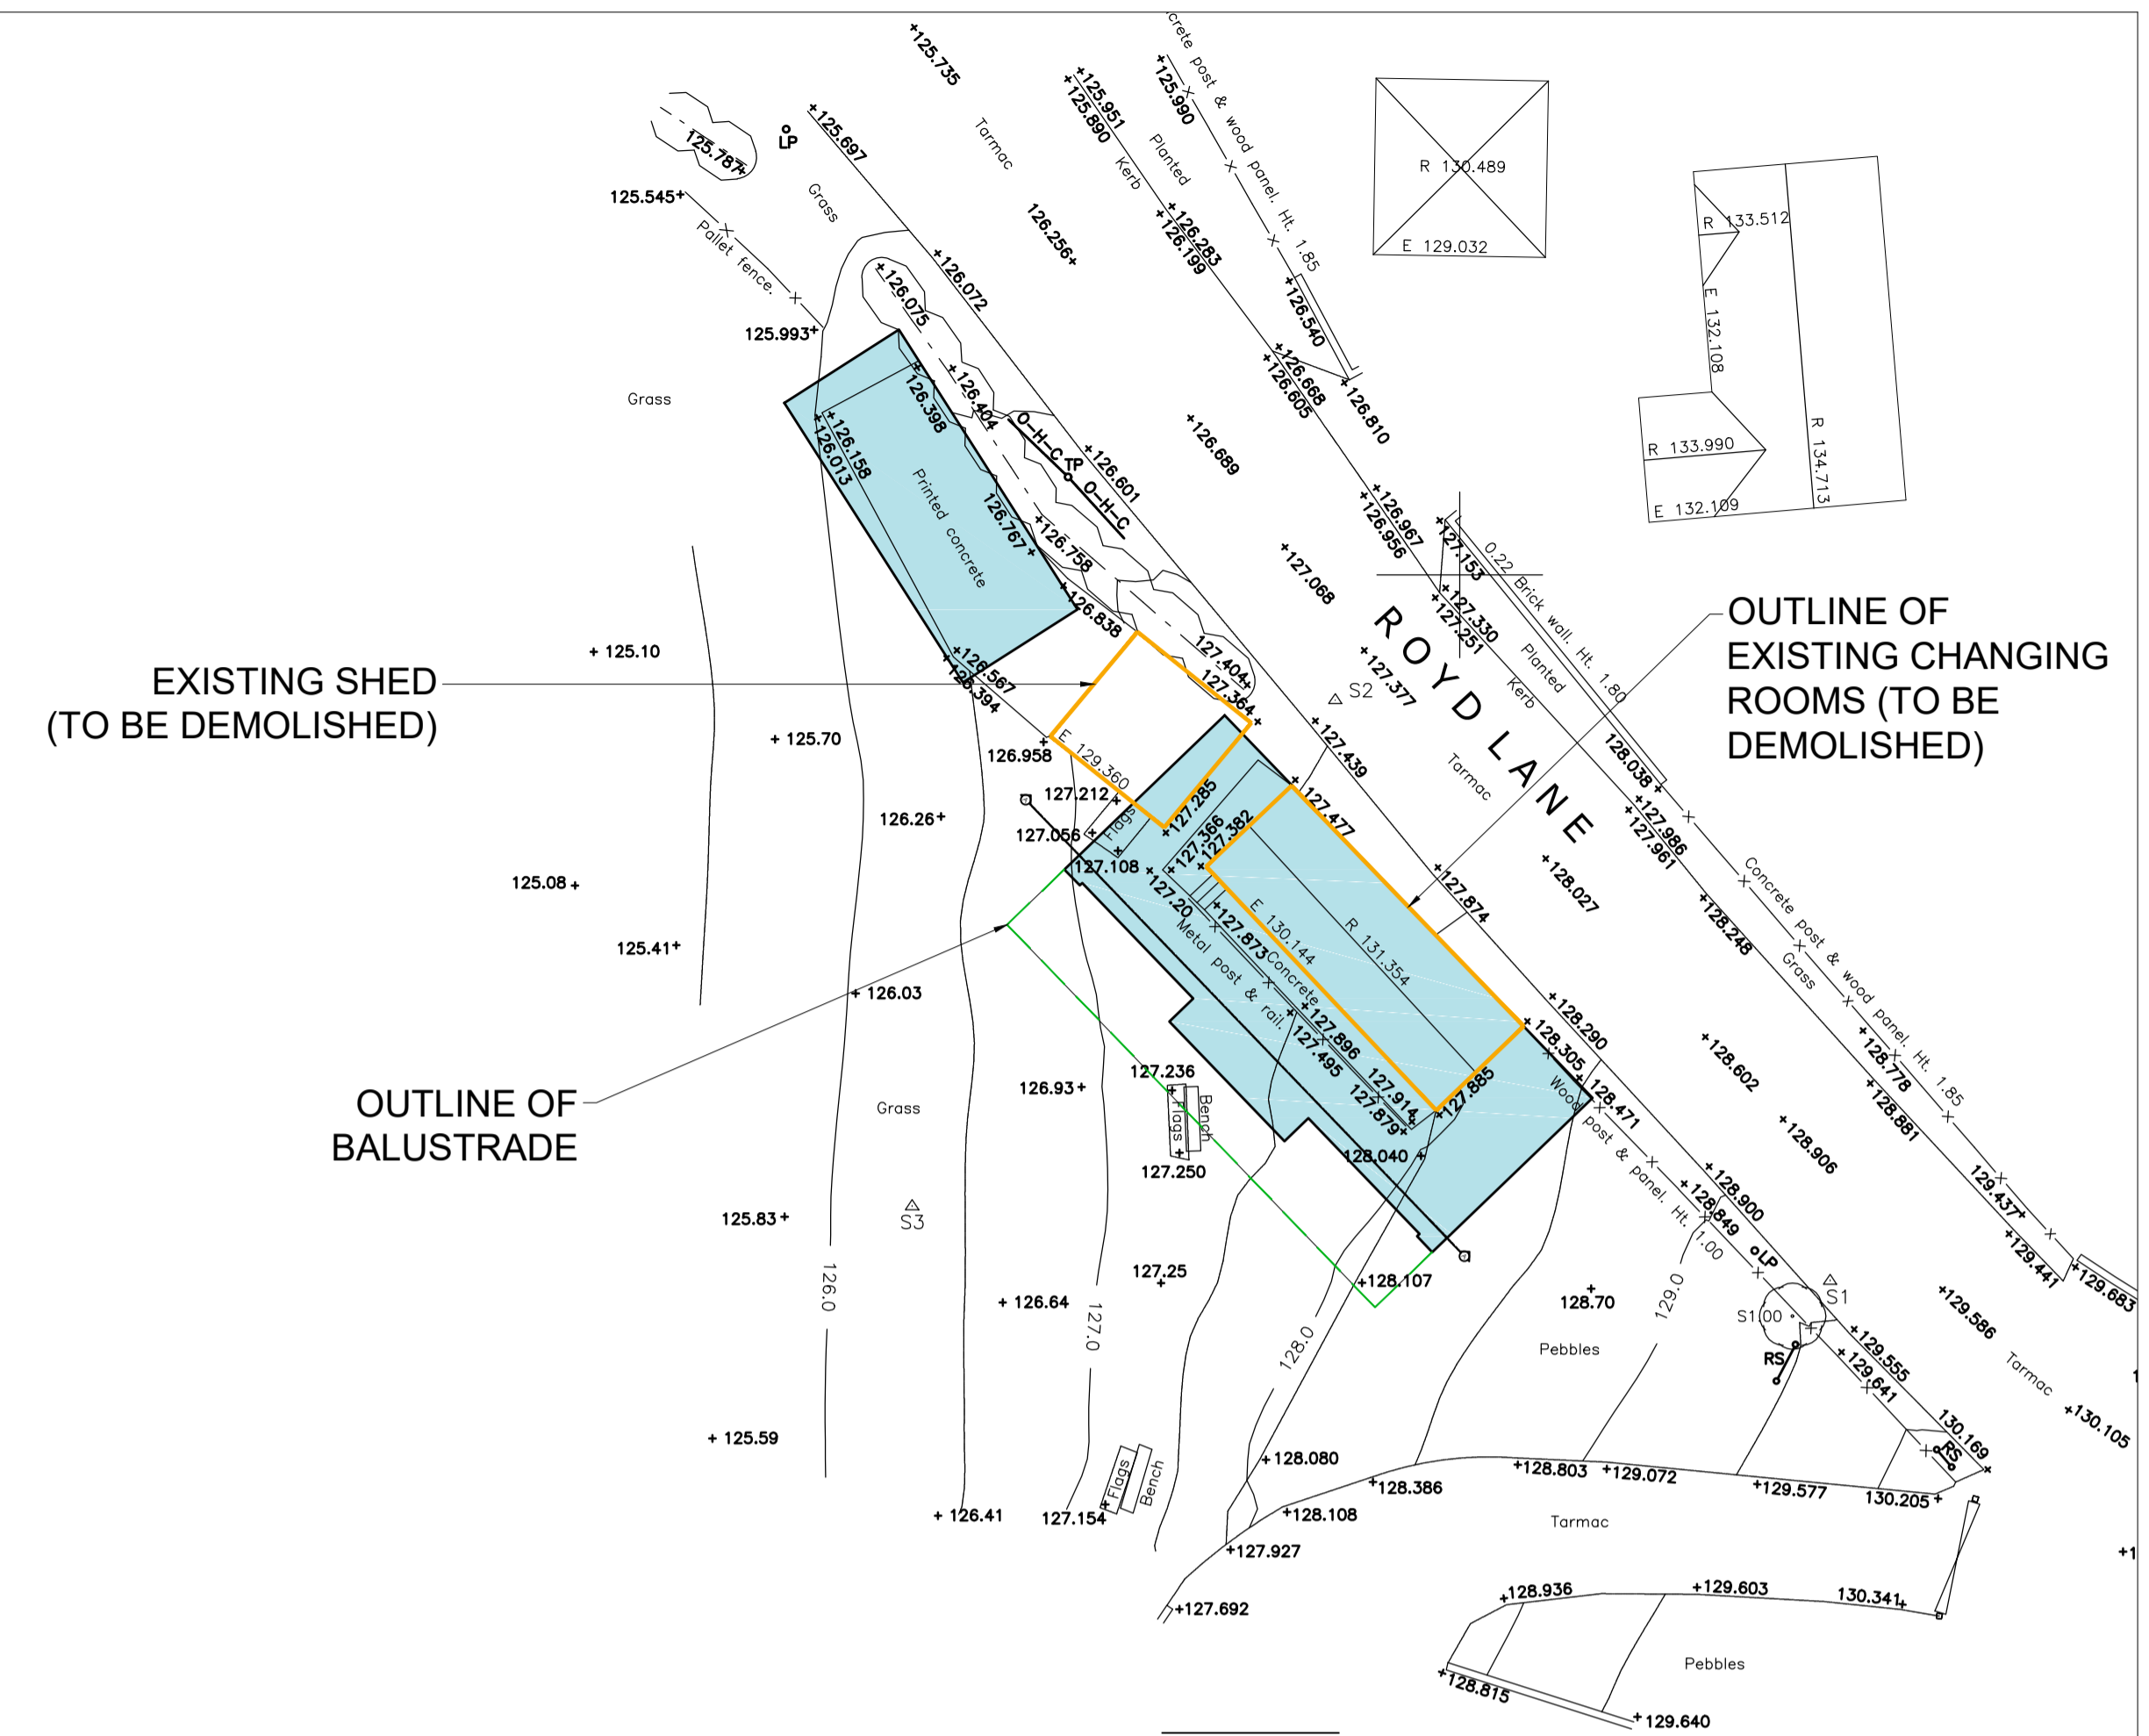 +125.735
crete post & wood panel. Ht. 1.85
+125.990
+125.951
+125.890
Planted
Kerb
Tarmac
LP
+125.697
125.787+
125.545+
Pallet fence.
Grass
126.256+
+126.283
+126.199
R 130.489
E 129.032
R 133.512
E 132.108
R 133.990
E 132.109
R 134.713
+126.072
+126.075
125.993+
+126.540
+126.668
+126.605
+126.810
Grass
+126.398
+126.404
+126.158
+126.013
Printed concrete
O-H-C
TP
O-H-C
+126.601
+126.689
126.767+
+126.758
+126.967
+126.956
+127.153
0.22 Brick wall. Ht. 1.80
+127.068
+126.838
+127.330
+127.251
Planted
Kerb
ROYD LANE
OUTLINE OF
EXISTING CHANGING
ROOMS (TO BE
DEMOLISHED)
EXISTING SHED
(TO BE DEMOLISHED)
+ 125.10
+126.567
+126.394
127.404+
127.364+
+127.377
S2
+ 125.70
126.958
E 129.360
+127.439
Tarmac
128.038+
127.212+
127.056+
Flags
127.108
+127.285
+127.366
+127.382
+127.477
+127.986
+127.961
126.26+
125.08+
+127.20
+127.873
E 130.144
R 131.354
+127.874
+128.027
+128.248
Grass
Concrete post & wood panel. Ht. 1.85
125.41+
+ 126.03
Metal post & rail.
Concrete
+127.896
+127.495
127.914+
127.879+
+127.885
+128.305
+128.290
+128.602
+128.778
+128.881
OUTLINE OF
BALUSTRADE
Grass
126.93+
127.236
Flags
Bench
127.250
128.040+
Wood post & panel. Ht. 1.00
+128.471
+128.906
+128.849
+128.900
129.437+
+129.441
+129.683
125.83+
S3
126.0
127.0
127.25
+ 126.64
+128.107
128.0
128.70
129.0
LP
S1
S1.00
RS
+129.586
Pebbles
+129.555
+129.641
Tarmac
+130.105
130.169
RS
+ 125.59
+ 126.41
127.154
Flags
Bench
+128.080
+128.386
+128.803
+129.072
+129.577
130.205+
+128.108
Tarmac
+127.927
+127.692
+128.936
+129.603
130.341+
Pebbles
+128.815
+129.640